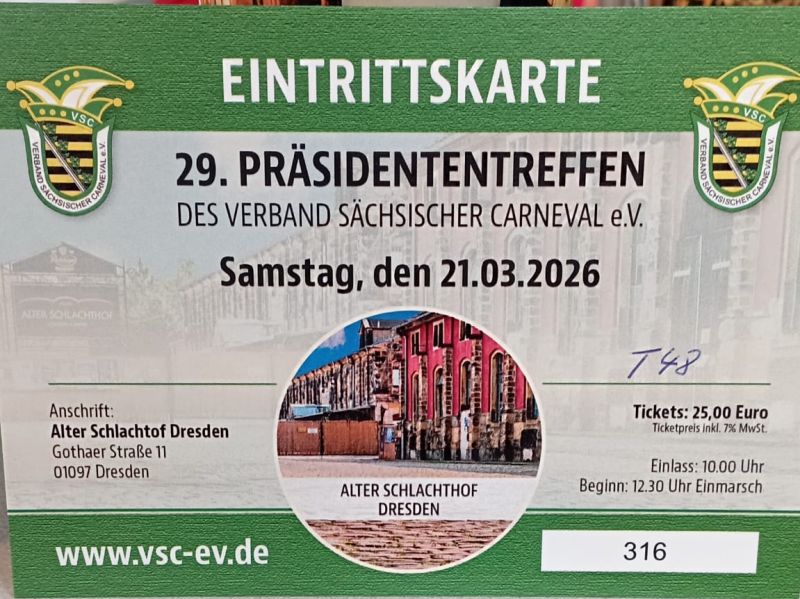 EINTRITTSKARTE
VSC
VERBAND SÄCHSISCHER CARNEVAL e.V.
VSC
VERBAND SÄCHSISCHER CARNEVAL e.V.
29. PRÄSIDENTENTREFFEN
DES VERBAND SÄCHSISCHER CARNEVAL e.V.
Samstag, den 21.03.2026
ALTER SCHLACHTHOF
T48
Anschrift:
Alter Schlachtof Dresden
Gothaer Straße 11
01097 Dresden
ALTER SCHLACHTHOF
DRESDEN
Tickets: 25,00 Euro
Ticketpreis inkl. 7% MwSt.
Einlass: 10.00 Uhr
Beginn: 12.30 Uhr Einmarsch
www.vsc-ev.de
316